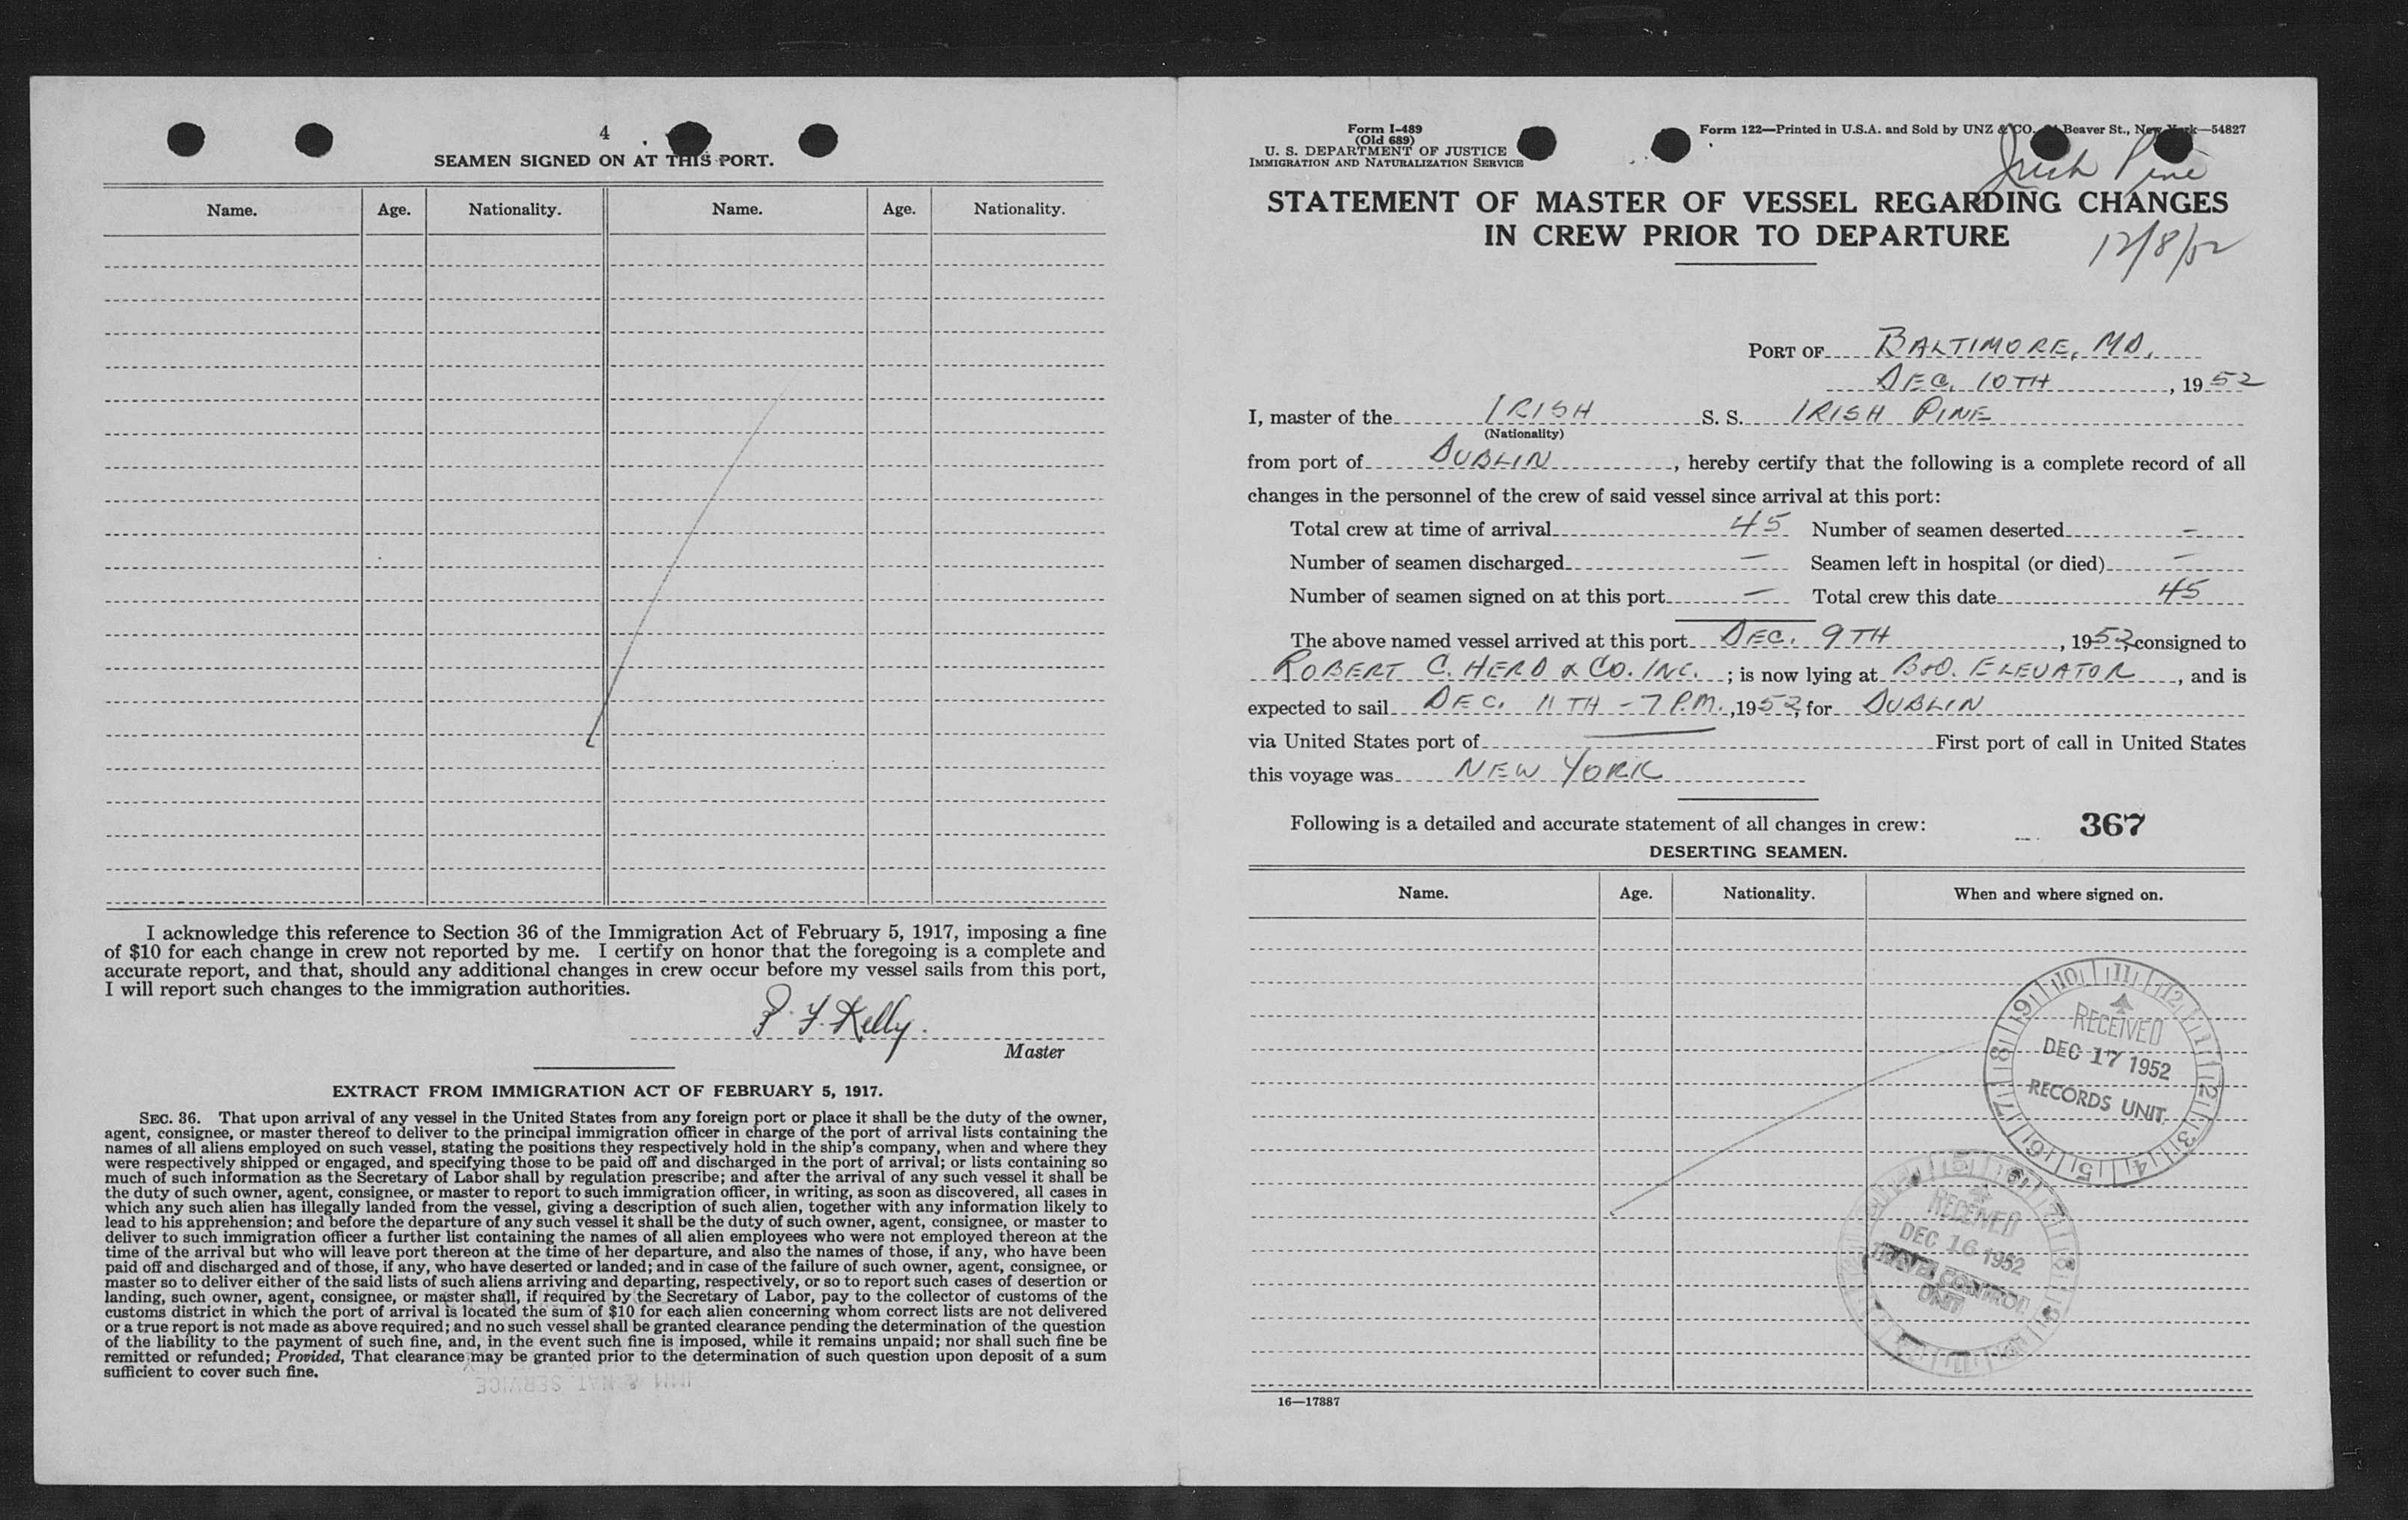 4
SEAMEN SIGNED ON AT THIS PORT.
Name. Age. Nationality. Name. Age. Nationality.
I acknowledge this reference to Section 36 of the Immigration Act of February 5, 1917, imposing a fine
of $10 for each change in crew not reported by me. I certify on honor that the foregoing is a complete and
accurate report, and that, should any additional changes in crew occur before my vessel sails from this port,
I will report such changes to the immigration authorities.
P. F. Kelly.
Master
EXTRACT FROM IMMIGRATION ACT OF FEBRUARY 5, 1917.
SEC. 36. That upon arrival of any vessel in the United States from any foreign port or place it shall be the duty of the owner,
agent, consignee, or master thereof to deliver to the principal immigration officer in charge of the port of arrival lists containing the
names of all aliens employed on such vessel, stating the positions they respectively hold in the ship's company, when and where they
were respectively shipped or engaged, and specifying those to be paid off and discharged in the port of arrival; or lists containing so
much of such information as the Secretary of Labor shall by regulation prescribe; and after the arrival of any such vessel it shall be
the duty of such owner, agent, consignee, or master to report to such immigration officer, in writing, as soon as discovered, all cases in
which any such alien has illegally landed from the vessel, giving a description of such alien, together with any information likely to
lead to his apprehension; and before the departure of any such vessel it shall be the duty of such owner, agent, consignee, or master to
deliver to such immigration officer a further list containing the names of all alien employees who were not employed thereon at the
time of the arrival but who will leave port thereon at the time of her departure, and also the names of those, if any, who have been
paid off and discharged and of those, if any, who have deserted or landed; and in case of the failure of such owner, agent, consignee, or
master so to deliver either of the said lists of such aliens arriving and departing, respectively, or so to report such cases of desertion or
landing, such owner, agent, consignee, or master shall, if required by the Secretary of Labor, pay to the collector of customs of the
customs district in which the port of arrival is located the sum of $10 for each alien concerning whom correct lists are not delivered
or a true report is not made as above required; and no such vessel shall be granted clearance pending the determination of the question
of the liability to the payment of such fine, and, in the event such fine is imposed, while it remains unpaid; nor shall such fine be
remitted or refunded; Provided, That clearance may be granted prior to the determination of such question upon deposit of a sum
sufficient to cover such fine.
Form I-489
(Old 689)
U. S. DEPARTMENT OF JUSTICE
IMMIGRATION AND NATURALIZATION SERVICE
Form 122—Printed in U.S.A. and Sold by UNZ & CO. Beaver St., New York—54827
Irish Pine
STATEMENT OF MASTER OF VESSEL REGARDING CHANGES
IN CREW PRIOR TO DEPARTURE
12/8/52
PORT OF BALTIMORE, MD.
DEC. 10TH, 1952
I, master of the IRISH S. S. IRISH PINE
(Nationality)
from port of DUBLIN, hereby certify that the following is a complete record of all
changes in the personnel of the crew of said vessel since arrival at this port:
Total crew at time of arrival 45 Number of seamen deserted —
Number of seamen discharged — Seamen left in hospital (or died) —
Number of seamen signed on at this port — Total crew this date 45
The above named vessel arrived at this port DEC. 9TH, 1952, consigned to
ROBERT C. HERD & CO. INC.; is now lying at B&O. ELEVATOR, and is
expected to sail DEC. 11TH - 7 P.M., 1952, for DUBLIN
via United States port of — First port of call in United States
this voyage was NEW YORK
Following is a detailed and accurate statement of all changes in crew: 367
DESERTING SEAMEN.
Name. Age. Nationality. When and where signed on.
10 11 12 1 2 3 4 5 6 7 8 9
RECEIVED
DEC 17 1952
RECORDS UNIT.
RECEIVED
DEC 16 1952
TRAVEL CONTROL
UNIT
16—17887